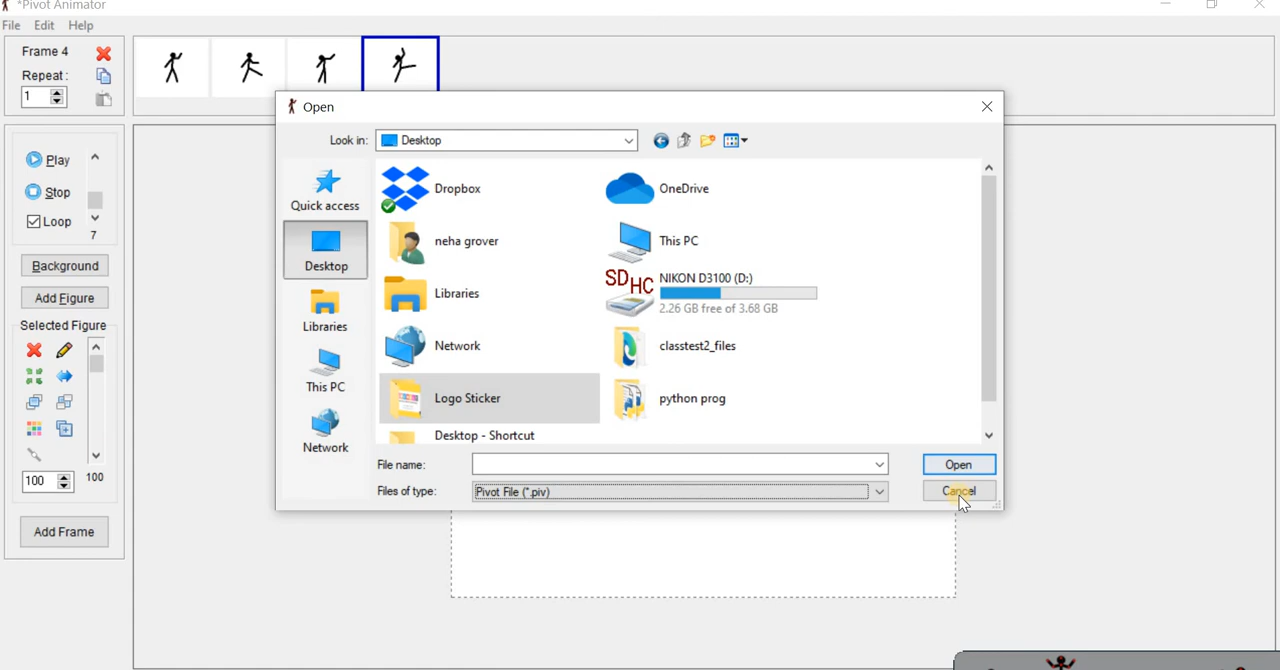 *Pivot Animator
File Edit Help
Frame 4
Repeat:
1
Play
Stop
Loop
7
Background
Add Figure
Selected Figure
100
100
Add Frame
Open
Look in:
Desktop
Quick access
Desktop
Libraries
This PC
Network
Dropbox
OneDrive
neha grover
This PC
Libraries
SDHC
NIKON D3100 (D:)
2.26 GB free of 3.68 GB
Network
classtest2_files
Logo Sticker
python prog
Desktop - Shortcut
File name:
Open
Files of type:
Pivot File (*.piv)
Cancel